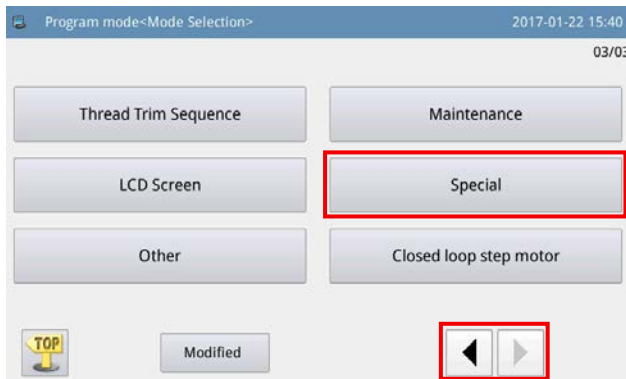 Program mode<Mode Selection> 2017-01-22 15:40
03/03
Thread Trim Sequence Maintenance
LCD Screen Special
Other Closed loop step motor
TOP Modified